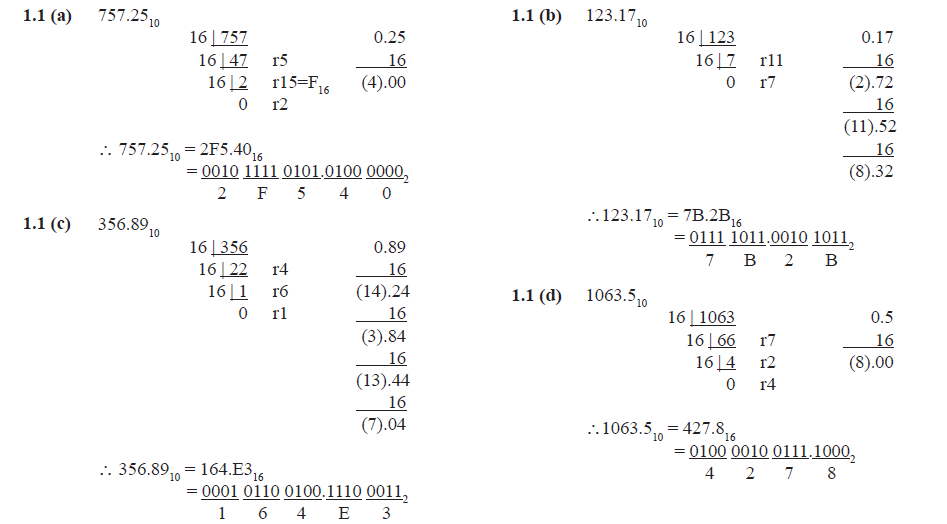 1.1 (a) 757.25₁₀
16 757 0.25
16 47 r5 16
16 2 r15=F₁₆ (4).00
0 r2
∴ 757.25₁₀ = 2F5.40₁₆
= 0010 1111 0101.0100 0000₂
2 F 5 4 0
1.1 (c) 356.89₁₀
16 356 0.89
16 22 r4 16
16 1 r6 (14).24
0 r1 16
(3).84
16
(13).44
16
(7).04
∴ 356.89₁₀ = 164.E3₁₆
= 0001 0110 0100.1110 0011₂
1 6 4 E 3
1.1 (b) 123.17₁₀
16 123 0.17
16 7 r11 16
0 r7 (2).72
16
(11).52
16
(8).32
∴123.17₁₀ = 7B.2B₁₆
= 0111 1011.0010 1011₂
7 B 2 B
1.1 (d) 1063.5₁₀
16 1063 0.5
16 66 r7 16
16 4 r2 (8).00
0 r4
∴1063.5₁₀ = 427.8₁₆
= 0100 0010 0111.1000₂
4 2 7 8